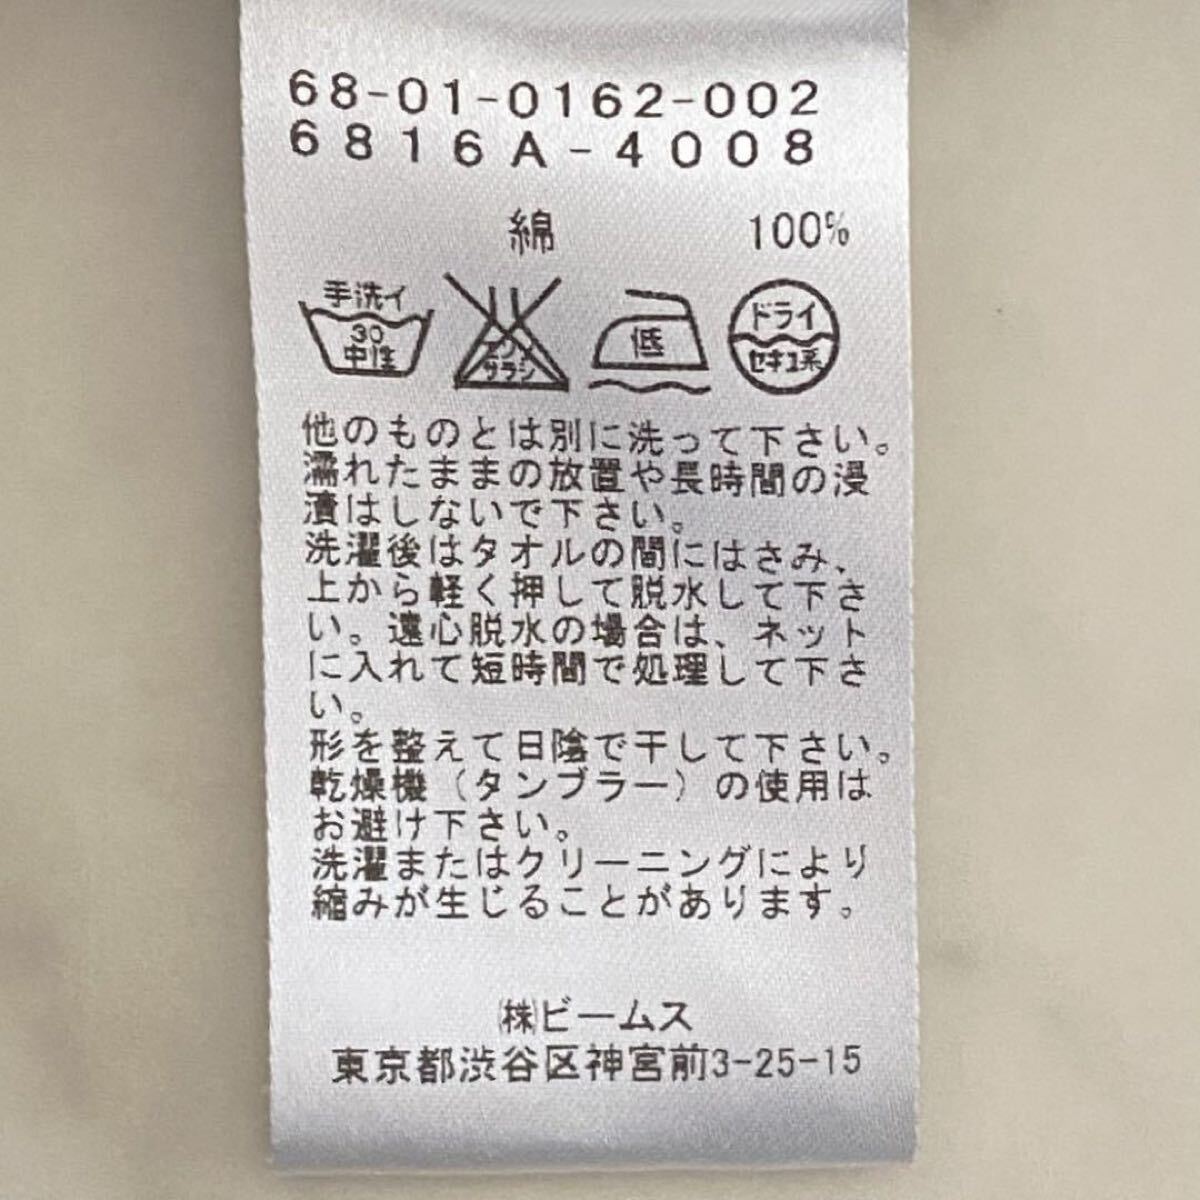 68-01-0162-002
6816A-4008
綿 100%
手洗イ
30
中性
エンソ
サラシ
低
ドライ
セキユ系
他のものとは別に洗って下さい。
濡れたままの放置や長時間の浸
漬はしないで下さい。
洗濯後はタオルの間にはさみ、
上から軽く押して脱水して下さ
い。遠心脱水の場合は、ネット
に入れて短時間で処理して下さ
い。
形を整えて日陰で干して下さい。
乾燥機（タンブラー）の使用は
お避け下さい。
洗濯またはクリーニングにより
縮みが生じることがあります。
㈱ビームス
東京都渋谷区神宮前3-25-15